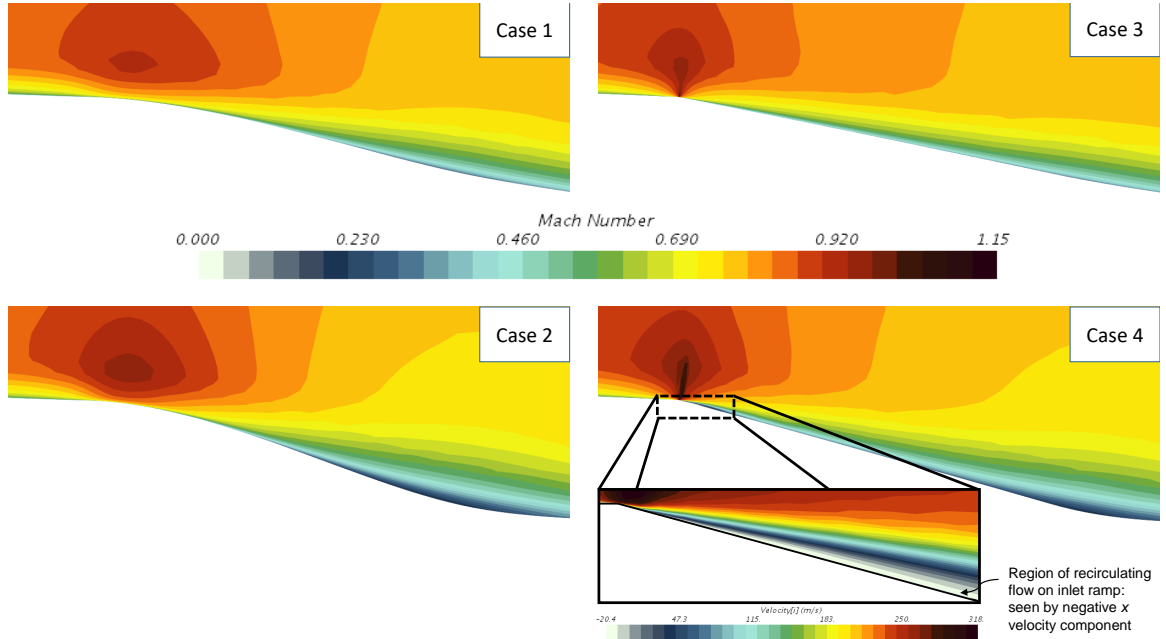 Case 1
Case 3
Mach Number
0.000 0.230 0.460 0.690 0.920 1.15
Case 2
Case 4
Region of recirculating
flow on inlet ramp:
seen by negative x
velocity component
Velocity[i] (m/s)
-20.4 47.3 115. 183. 250. 318.